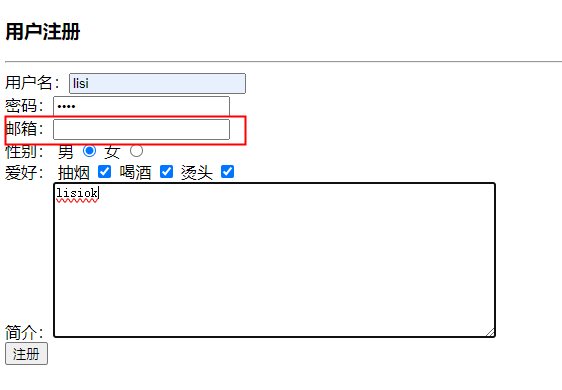 用户注册
用户名： lisi
密码： ••••
邮箱：
性别： 男 女
爱好： 抽烟 喝酒 烫头
lisiok
简介：
注册